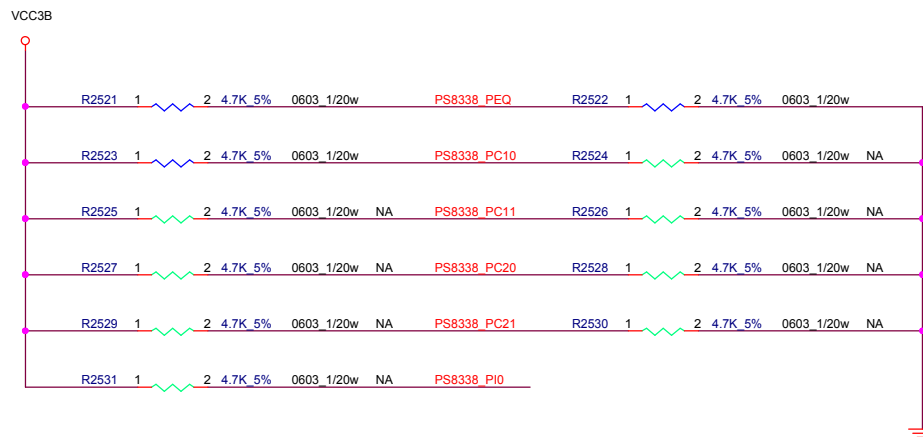 VCC3B
R2521 1 2 4.7K_5% 0603_1/20w PS8338_PEQ R2522 1 2 4.7K_5% 0603_1/20w
R2523 1 2 4.7K_5% 0603_1/20w PS8338_PC10 R2524 1 2 4.7K_5% 0603_1/20w NA
R2525 1 2 4.7K_5% 0603_1/20w NA PS8338_PC11 R2526 1 2 4.7K_5% 0603_1/20w NA
R2527 1 2 4.7K_5% 0603_1/20w NA PS8338_PC20 R2528 1 2 4.7K_5% 0603_1/20w NA
R2529 1 2 4.7K_5% 0603_1/20w NA PS8338_PC21 R2530 1 2 4.7K_5% 0603_1/20w NA
R2531 1 2 4.7K_5% 0603_1/20w NA PS8338_PI0